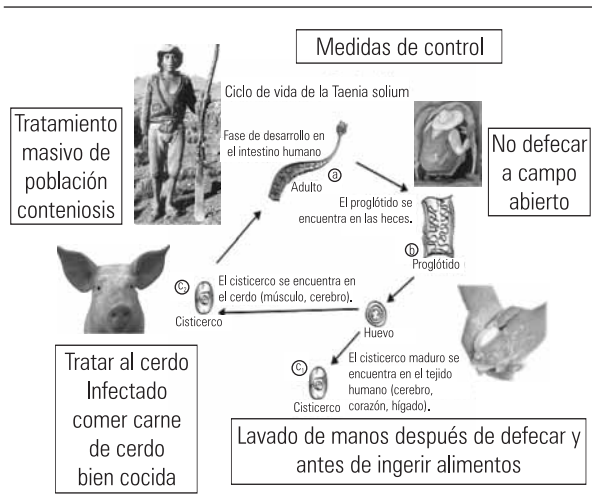 Medidas de control
Ciclo de vida de la Taenia solium
Tratamiento
masivo de
población
conteniosis
Fase de desarrollo en
el intestino humano
a
Adulto
No defecar
a campo
abierto
El proglótido se
encuentra en las heces.
b
Proglótido
C₂
El cisticerco se encuentra en
el cerdo (músculo, cerebro).
Cisticerco
Huevo
Tratar al cerdo
Infectado
comer carne
de cerdo
bien cocida
El cisticerco maduro se
encuentra en el tejido
humano (cerebro,
corazón, hígado).
Cisticerco
Lavado de manos después de defecar y
antes de ingerir alimentos